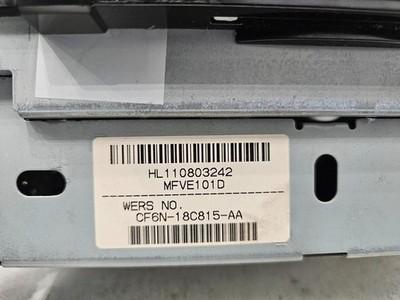 HL110803242
MFVE101D
WERS NO.
CF6N-18C815-AA